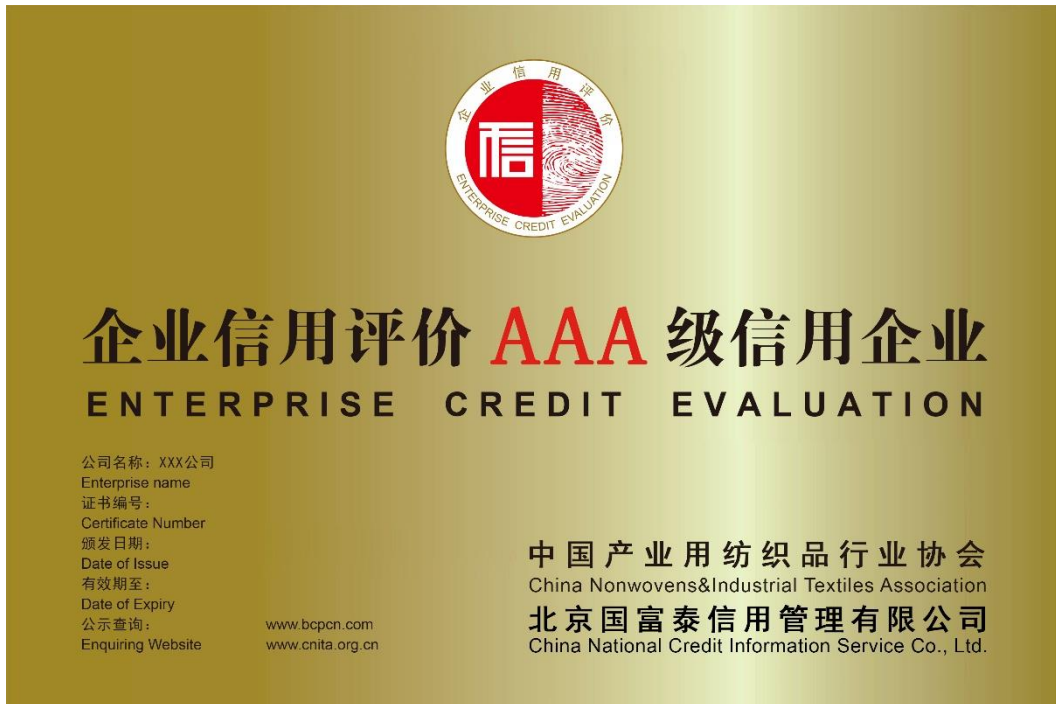 企业信用评价
信
ENTERPRISE CREDIT EVALUATION
企业信用评价AAA级信用企业
ENTERPRISE CREDIT EVALUATION
公司名称：XXX公司
Enterprise name
证书编号：
Certificate Number
颁发日期：
Date of Issue
有效期至：
Date of Expiry
公示查询： www.bcpcn.com
Enquiring Website www.cnita.org.cn
中国产业用纺织品行业协会
China Nonwovens&Industrial Textiles Association
北京国富泰信用管理有限公司
China National Credit Information Service Co., Ltd.